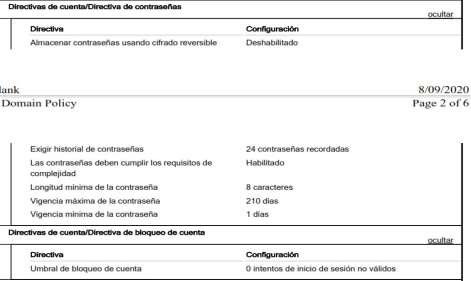 Directivas de cuenta/Directiva de contraseñas
ocultar
Directiva Configuración
Almacenar contraseñas usando cifrado reversible Deshabilitado
lank 8/09/2020
Domain Policy Page 2 of 6
Exigir historial de contraseñas 24 contraseñas recordadas
Las contraseñas deben cumplir los requisitos de Habilitado
complejidad
Longitud mínima de la contraseña 8 caracteres
Vigencia máxima de la contraseña 210 días
Vigencia mínima de la contraseña 1 días
Directivas de cuenta/Directiva de bloqueo de cuenta
ocultar
Directiva Configuración
Umbral de bloqueo de cuenta 0 intentos de inicio de sesión no válidos